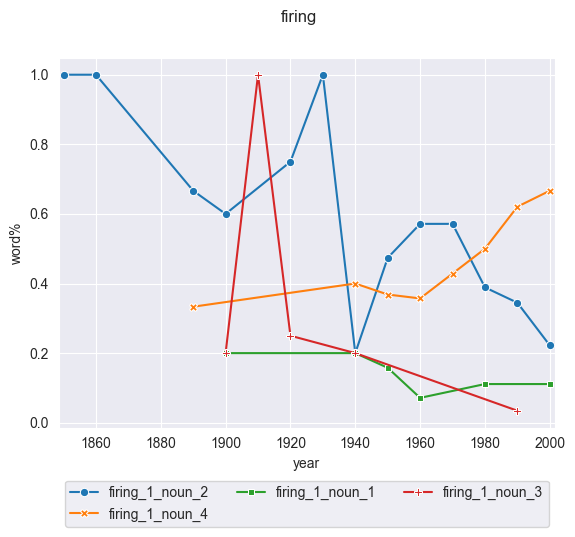 firing
1.0
0.8
0.6
0.4
0.2
0.0
word%
1860 1880 1900 1920 1940 1960 1980 2000
year
firing_1_noun_2 firing_1_noun_1 firing_1_noun_3
firing_1_noun_4